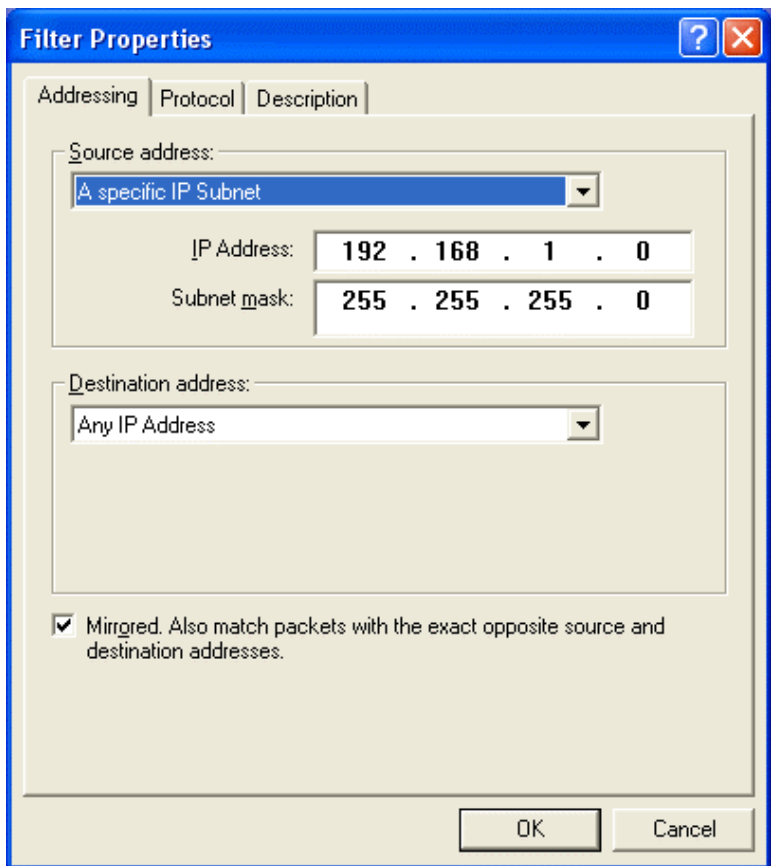 Filter Properties
Addressing Protocol Description
Source address:
A specific IP Subnet
IP Address: 192 . 168 . 1 . 0
Subnet mask: 255 . 255 . 255 . 0
Destination address:
Any IP Address
Mirrored. Also match packets with the exact opposite source and
destination addresses.
OK Cancel